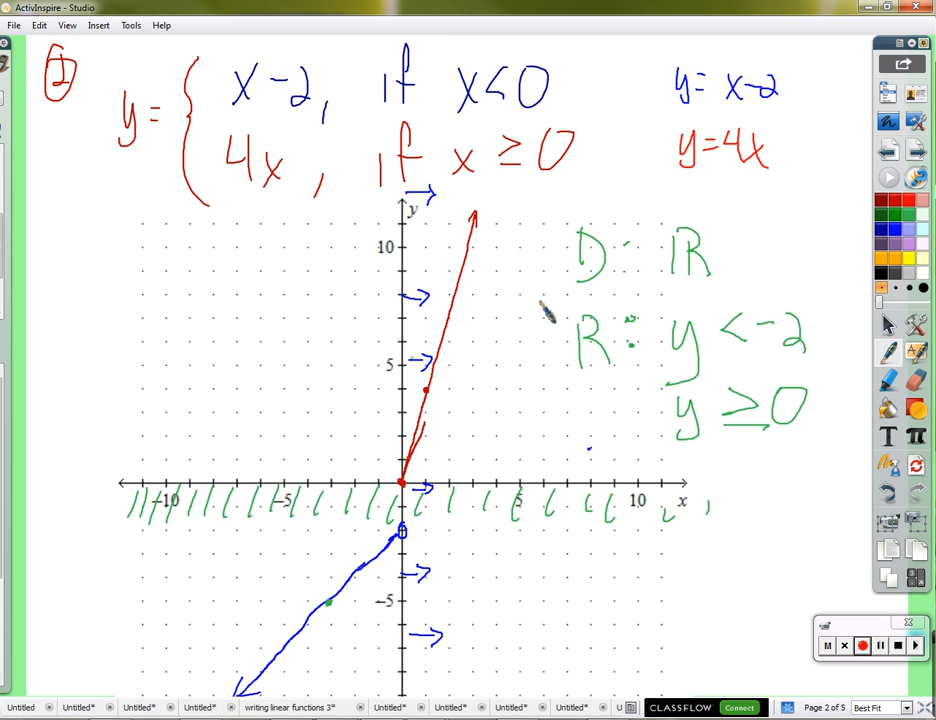 ActivInspire - Studio
File Edit View Insert Tools Help
2
y = { x - 2, if x < 0
4x, if x ≥ 0
y = x - 2
y = 4x
y
10
5
-10 -5 5 10 x
-5
D: ℝ
R: y < -2
y ≥ 0
M
Untitled Untitled* Untitled* Untitled* writing linear functions 3* Untitled* Untitled* Untitled* Untitled* U CLASSFLOW Connect Page 2 of 5 Best Fit